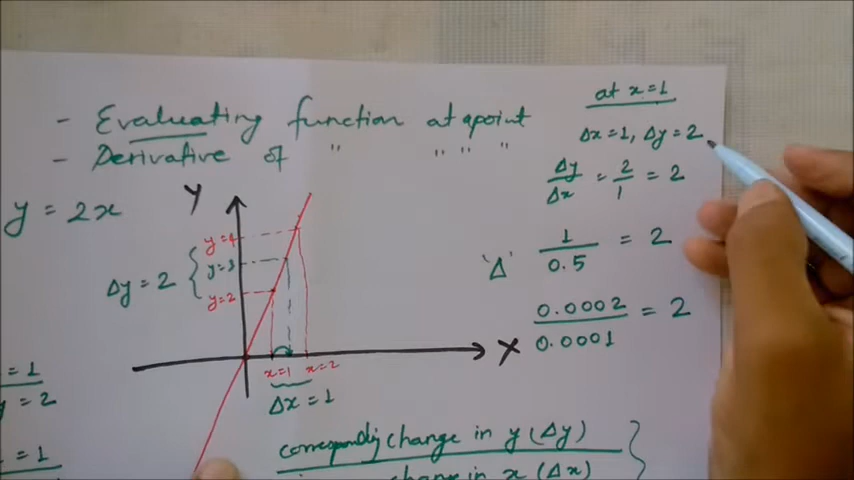 - Evaluating function at a point
- Derivative of " " " "
y = 2x
Y
y=4
y=3
y=2
Δy = 2
x=1 x=2
X
Δx = 1
at x=1
Δx=1, Δy=2
Δy/Δx = 2/1 = 2
'Δ' 1/0.5 = 2
0.0002/0.0001 = 2
= 1
y = 2
= 1
change in y (Δy)
change in x (Δx)